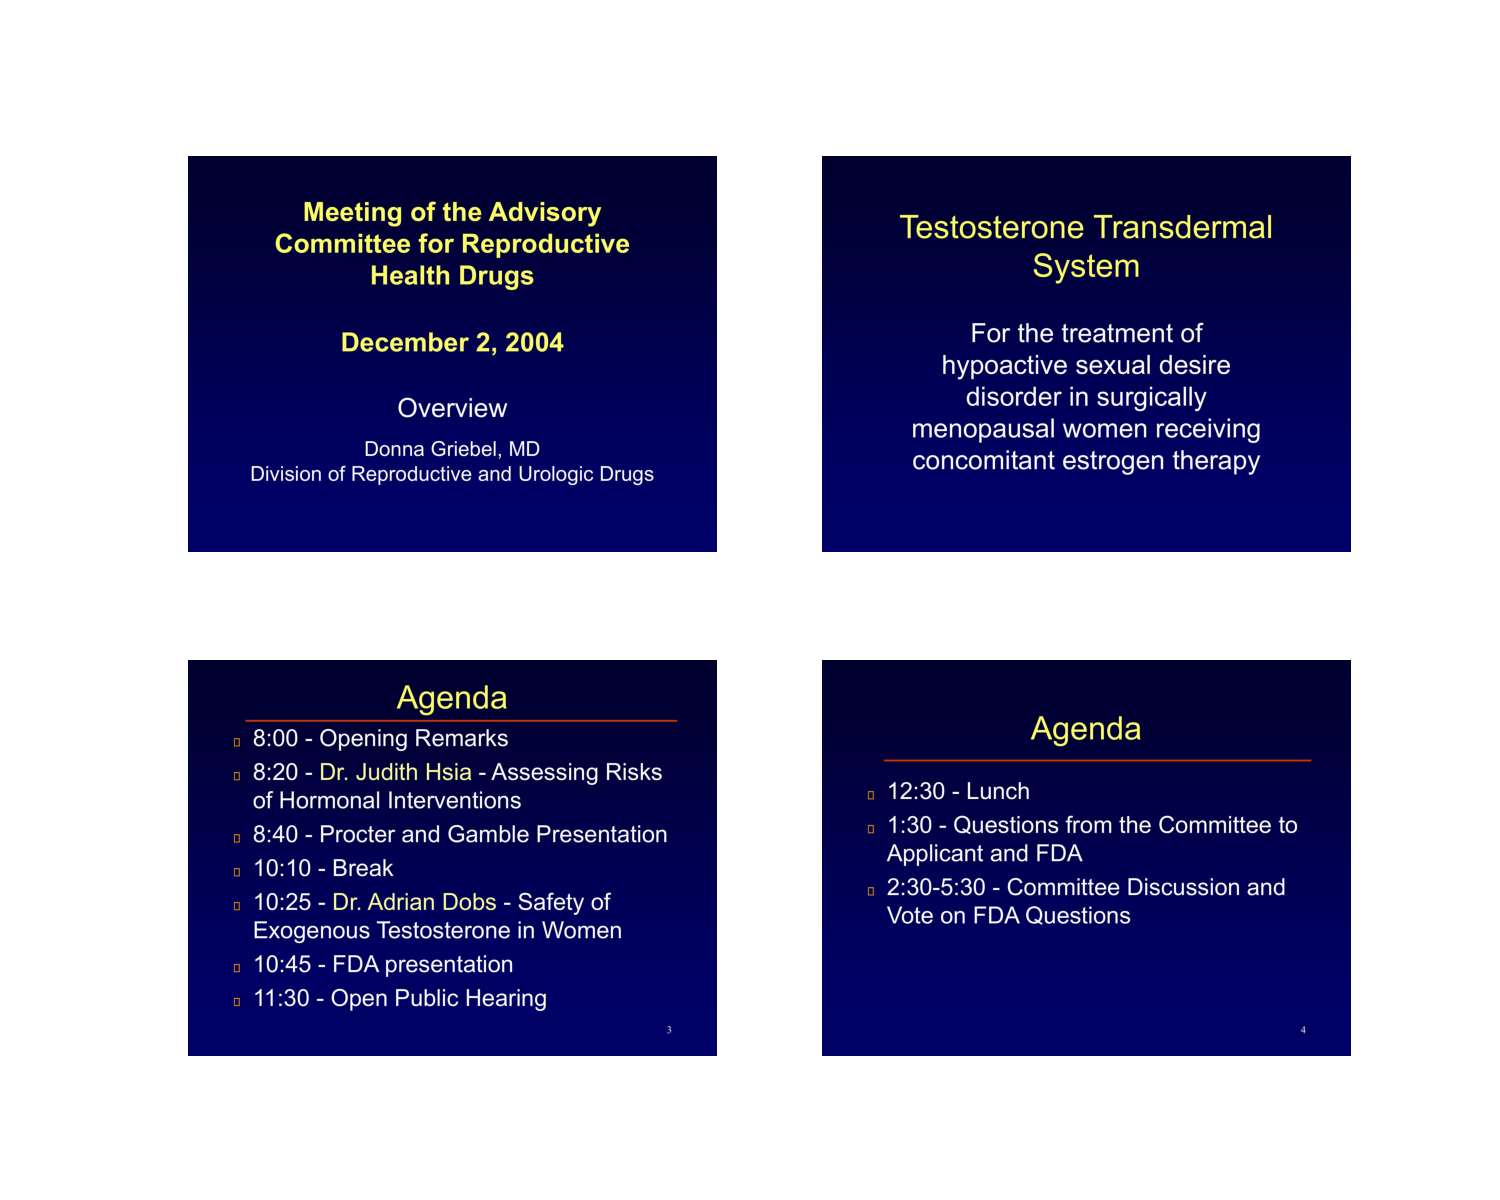 Meeting of the Advisory
Committee for Reproductive
Health Drugs
December 2, 2004
Overview
Donna Griebel, MD
Division of Reproductive and Urologic Drugs
Testosterone Transdermal
System
For the treatment of
hypoactive sexual desire
disorder in surgically
menopausal women receiving
concomitant estrogen therapy
Agenda
8:00 - Opening Remarks
8:20 - Dr. Judith Hsia - Assessing Risks
of Hormonal Interventions
8:40 - Procter and Gamble Presentation
10:10 - Break
10:25 - Dr. Adrian Dobs - Safety of
Exogenous Testosterone in Women
10:45 - FDA presentation
11:30 - Open Public Hearing
3
Agenda
12:30 - Lunch
1:30 - Questions from the Committee to
Applicant and FDA
2:30-5:30 - Committee Discussion and
Vote on FDA Questions
4